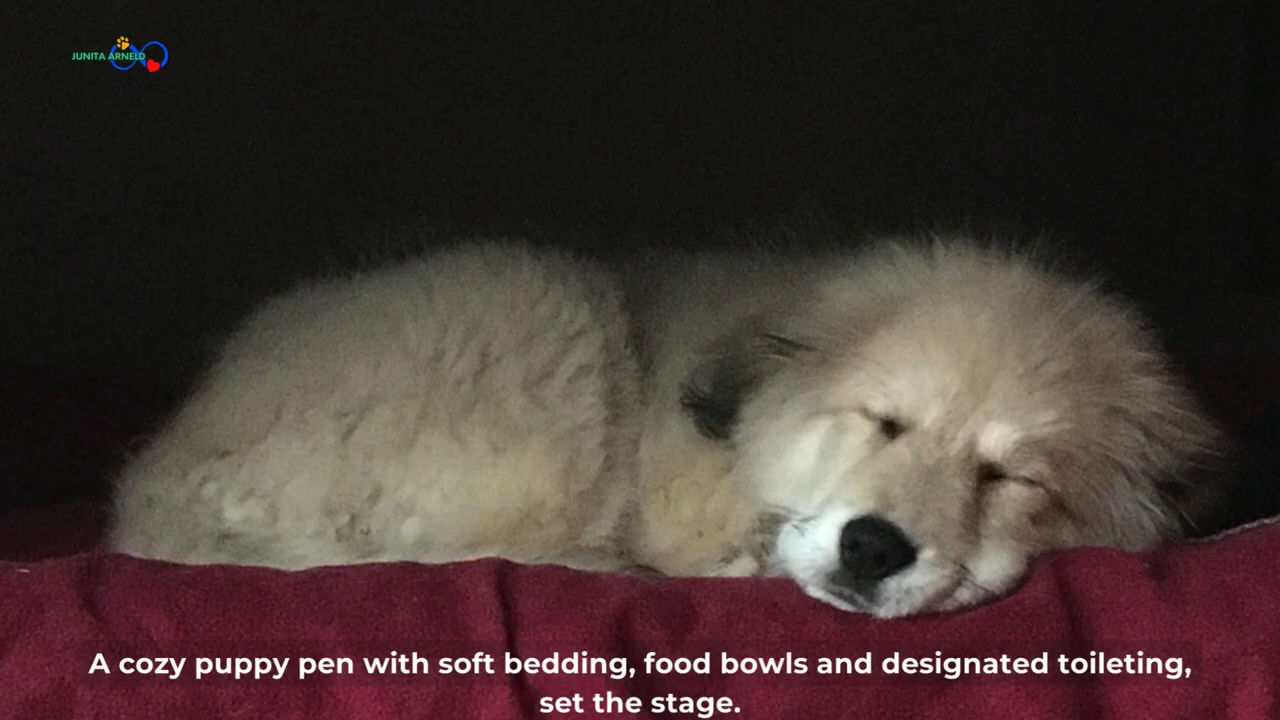 JUNITA ARNELD
A cozy puppy pen with soft bedding, food bowls and designated toileting,
set the stage.